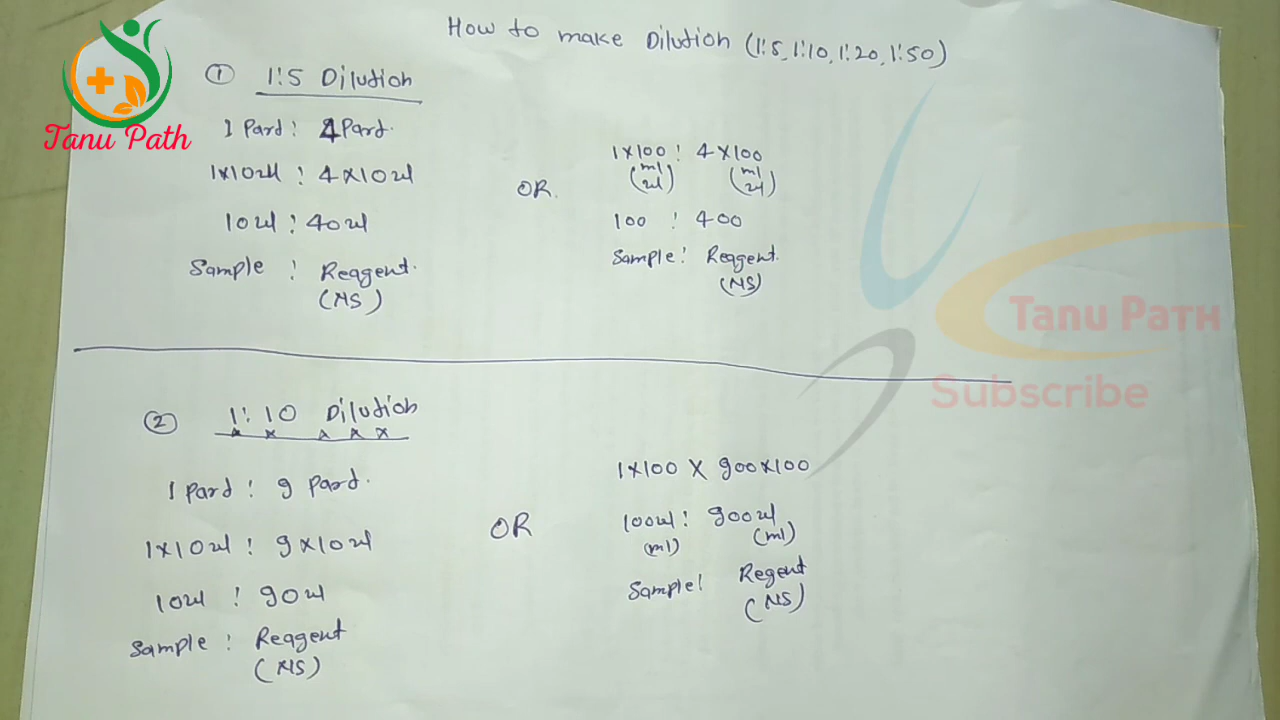 How to make Dilution (1:5, 1:10, 1:20, 1:50)
Tanu Path
① 1:5 Dilution
1 Part : 4 Part.
1x10ul : 4x10ul
10ul : 40ul
Sample : Reagent.
(NS)
OR
1x100 : 4x100
(ml ul) (ml ul)
100 : 400
Sample : Reagent.
(NS)
Tanu Path
Subscribe
② 1:10 Dilution
1 Part : 9 Part.
1x10ul : 9x10ul
10ul : 90ul
Sample : Reagent
(NS)
OR
1x100 x 900x100
100ul : 900ul
(ml) (ml)
Sample : Regent
(NS)